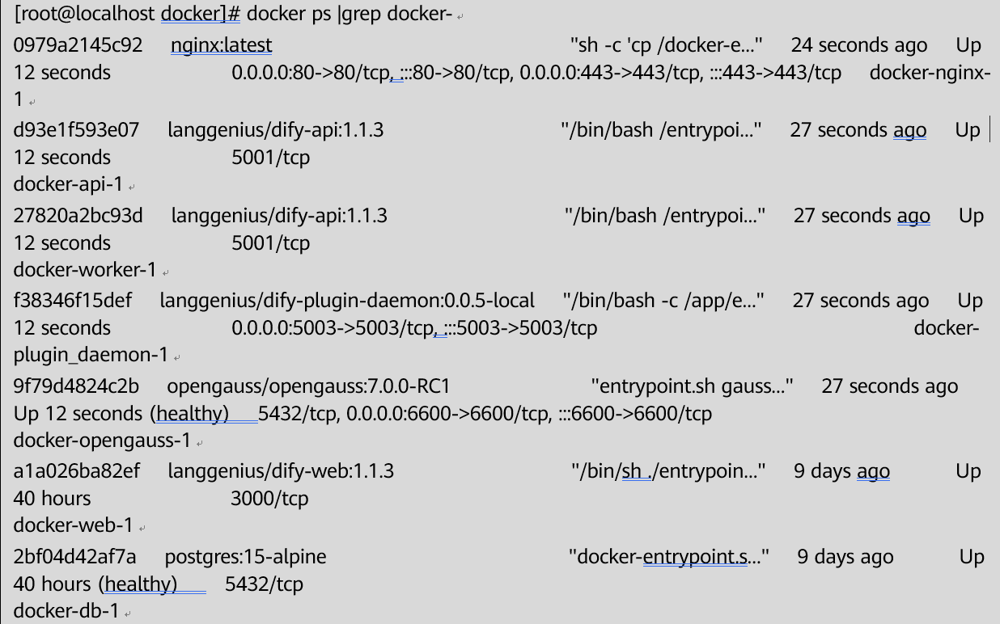 [root@localhost docker]# docker ps |grep docker-
0979a2145c92 nginx:latest "sh -c 'cp /docker-e…" 24 seconds ago Up
12 seconds 0.0.0.0:80->80/tcp, :::80->80/tcp, 0.0.0.0:443->443/tcp, :::443->443/tcp docker-nginx-
1
d93e1f593e07 langgenius/dify-api:1.1.3 "/bin/bash /entrypoi…" 27 seconds ago Up
12 seconds 5001/tcp
docker-api-1
27820a2bc93d langgenius/dify-api:1.1.3 "/bin/bash /entrypoi…" 27 seconds ago Up
12 seconds 5001/tcp
docker-worker-1
f38346f15def langgenius/dify-plugin-daemon:0.0.5-local "/bin/bash -c /app/e…" 27 seconds ago Up
12 seconds 0.0.0.0:5003->5003/tcp, :::5003->5003/tcp docker-
plugin_daemon-1
9f79d4824c2b opengauss/opengauss:7.0.0-RC1 "entrypoint.sh gauss…" 27 seconds ago
Up 12 seconds (healthy) 5432/tcp, 0.0.0.0:6600->6600/tcp, :::6600->6600/tcp
docker-opengauss-1
a1a026ba82ef langgenius/dify-web:1.1.3 "/bin/sh ./entrypoin…" 9 days ago Up
40 hours 3000/tcp
docker-web-1
2bf04d42af7a postgres:15-alpine "docker-entrypoint.s…" 9 days ago Up
40 hours (healthy) 5432/tcp
docker-db-1